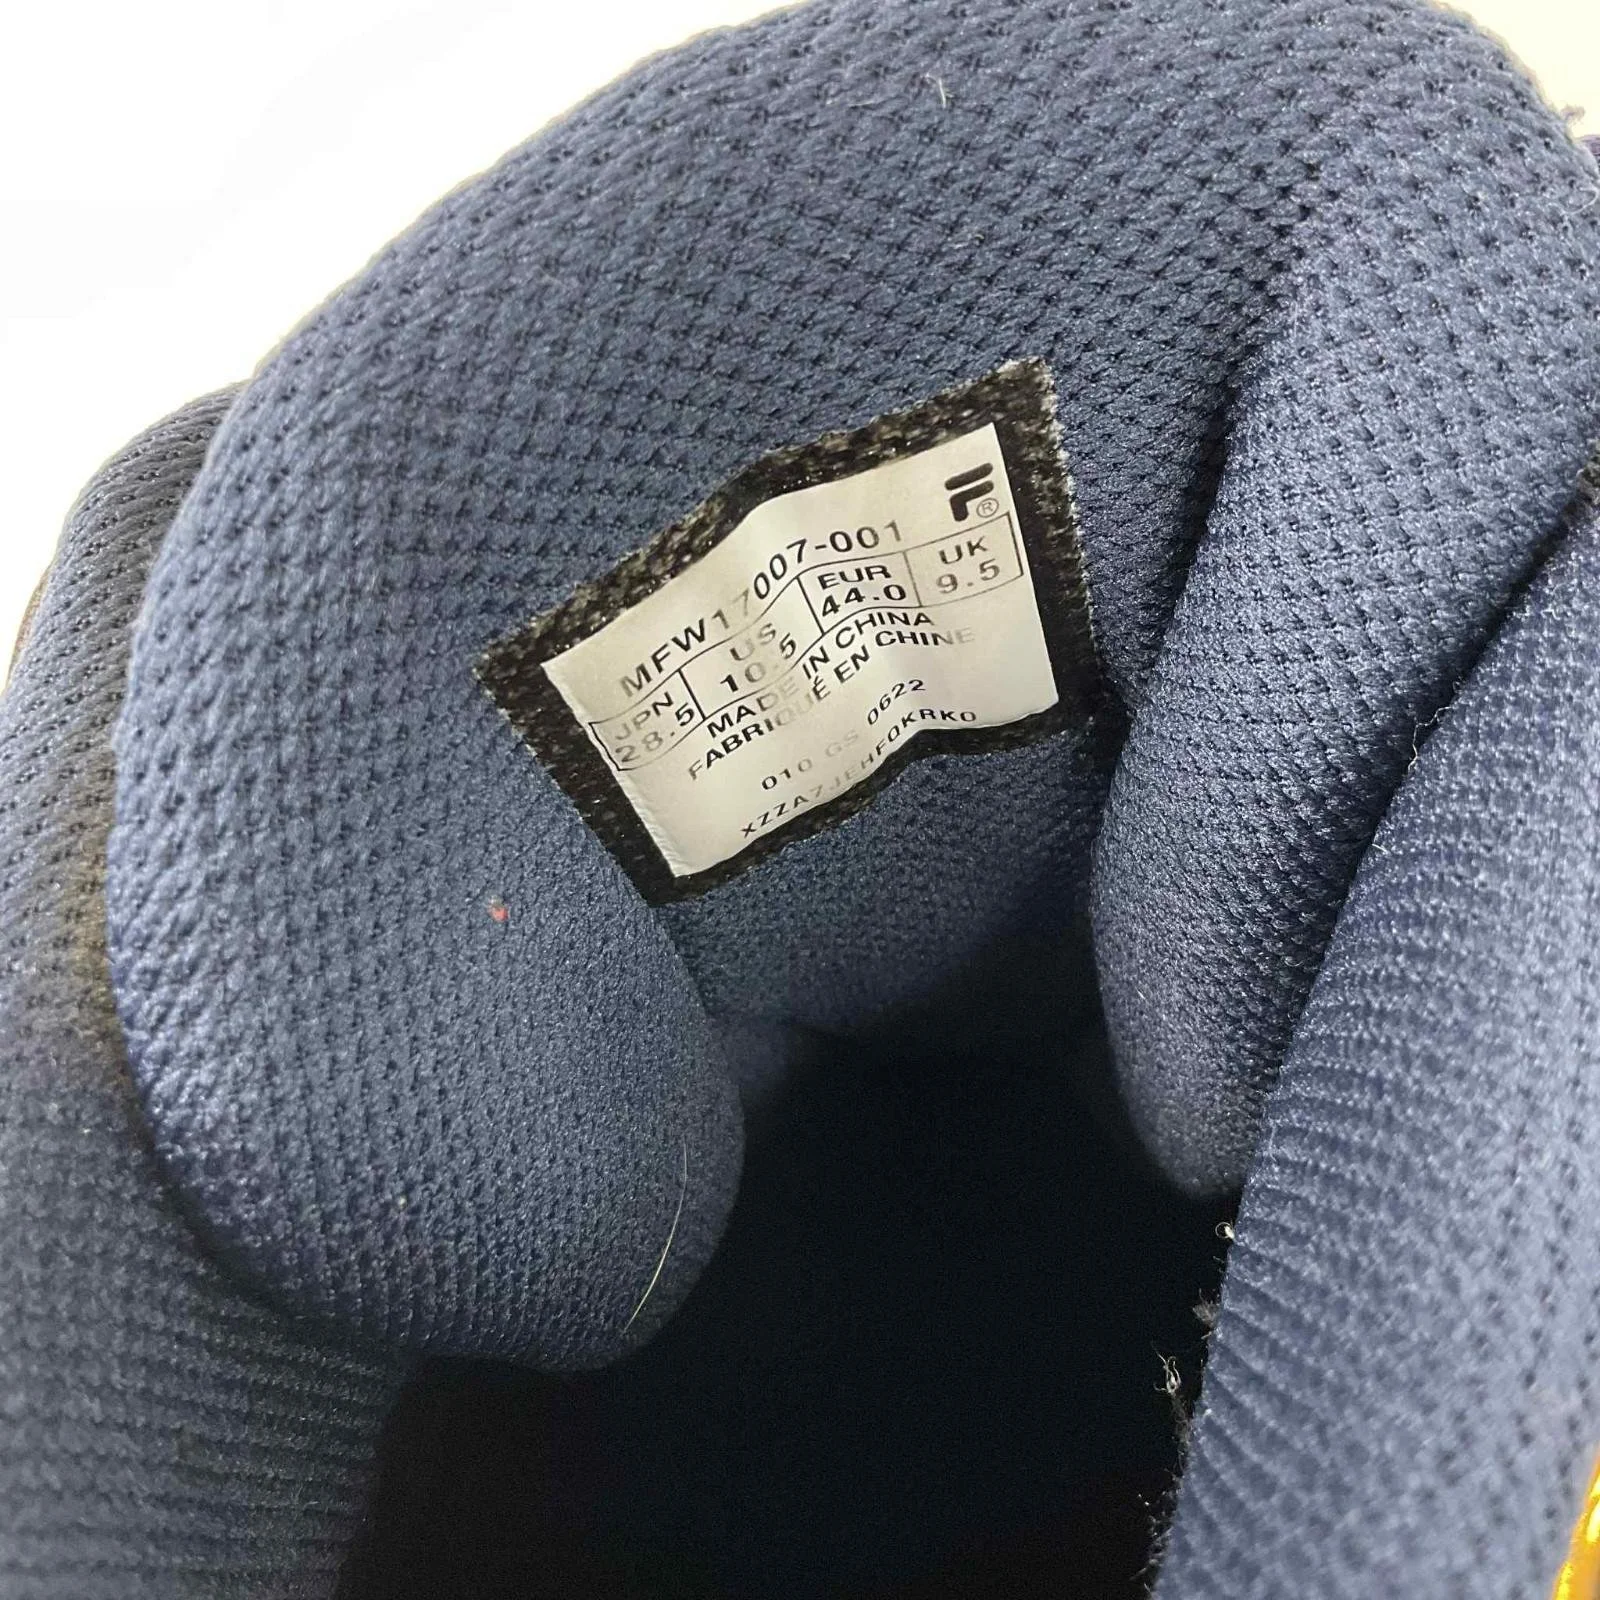 F®
MFW17007-001
JPN US EUR UK
28.5 10.5 44.0 9.5
MADE IN CHINA
FABRIQUÉ EN CHINE
010 GS 0622
XZZA7JEHF0KRK0